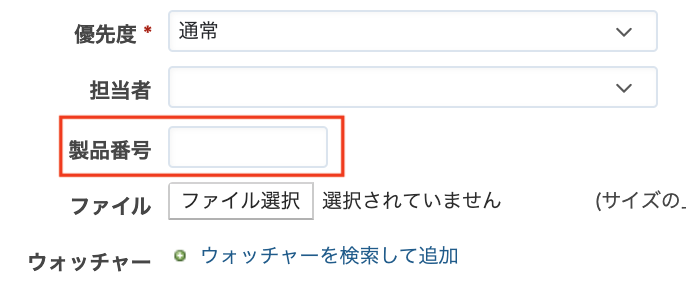 優先度 * 通常
担当者
製品番号
ファイル ファイル選択 選択されていません (サイズの
ウォッチャー ウォッチャーを検索して追加